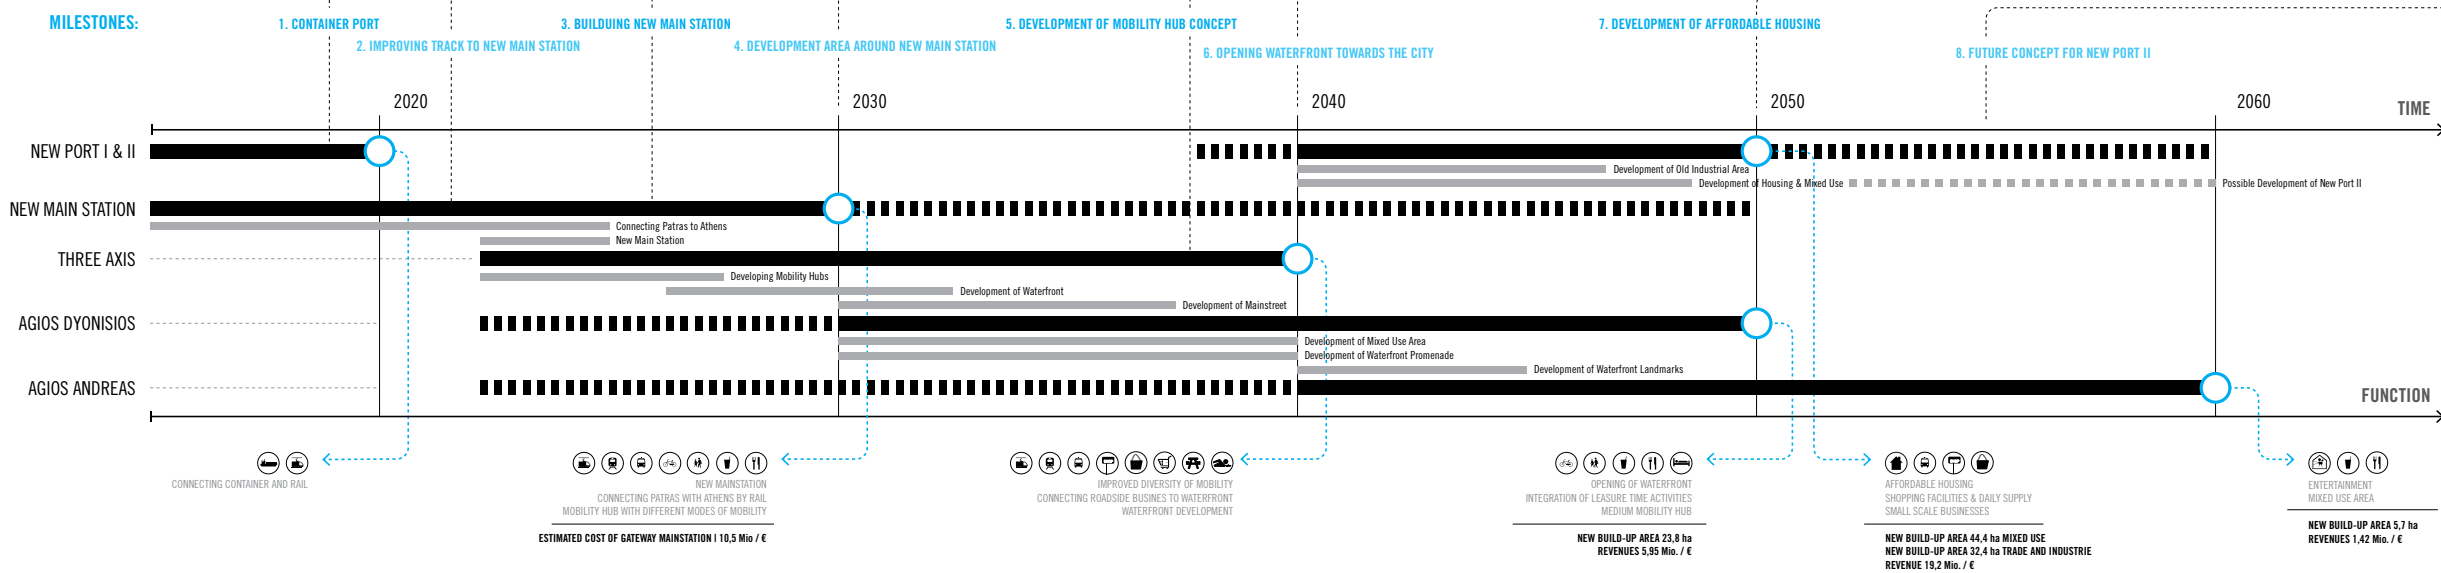 MILESTONES:
1. CONTAINER PORT
3. BUILDUING NEW MAIN STATION
5. DEVELOPMENT OF MOBILITY HUB CONCEPT
7. DEVELOPMENT OF AFFORDABLE HOUSING
2. IMPROVING TRACK TO NEW MAIN STATION
4. DEVELOPMENT AREA AROUND NEW MAIN STATION
6. OPENING WATERFRONT TOWARDS THE CITY
8. FUTURE CONCEPT FOR NEW PORT II
2020
2030
2040
2050
2060
TIME
NEW PORT I & II
Development of Old Industrial Area
Development of Housing & Mixed Use
Possible Development of New Port II
NEW MAIN STATION
Connecting Patras to Athens
New Main Station
THREE AXIS
Developing Mobility Hubs
Development of Waterfront
Development of Mainstreet
AGIOS DYONISIOS
Development of Mixed Use Area
Development of Waterfront Promenade
Development of Waterfront Landmarks
AGIOS ANDREAS
FUNCTION
CONNECTING CONTAINER AND RAIL
NEW MAINSTATION
CONNECTING PATRAS WITH ATHENS BY RAIL
MOBILITY HUB WITH DIFFERENT MODES OF MOBILITY
ESTIMATED COST OF GATEWAY MAINSTATION | 10,5 Mio / €
IMPROVED DIVERSITY OF MOBILITY
CONNECTING ROADSIDE BUSINES TO WATERFRONT
WATERFRONT DEVELOPMENT
OPENING OF WATERFRONT
INTEGRATION OF LEASURE TIME ACTIVITIES
MEDIUM MOBILITY HUB
NEW BUILD-UP AREA 23,8 ha
REVENUES 5,95 Mio. / €
AFFORDABLE HOUSING
SHOPPING FACILITIES & DAILY SUPPLY
SMALL SCALE BUSINESSES
NEW BUILD-UP AREA 44,4 ha MIXED USE
NEW BUILD-UP AREA 32,4 ha TRADE AND INDUSTRIE
REVENUE 19,2 Mio. / €
ENTERTAINMENT
MIXED USE AREA
NEW BUILD-UP AREA 5,7 ha
REVENUES 1,42 Mio. / €